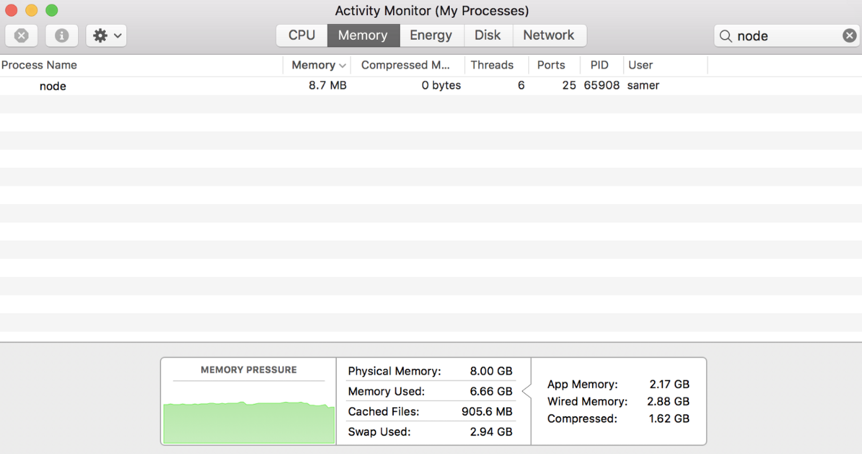 Activity Monitor (My Processes)
CPU Memory Energy Disk Network node
Process Name Memory Compressed M... Threads Ports PID User
node 8.7 MB 0 bytes 6 25 65908 samer
MEMORY PRESSURE
Physical Memory: 8.00 GB
Memory Used: 6.66 GB
Cached Files: 905.6 MB
Swap Used: 2.94 GB
App Memory: 2.17 GB
Wired Memory: 2.88 GB
Compressed: 1.62 GB